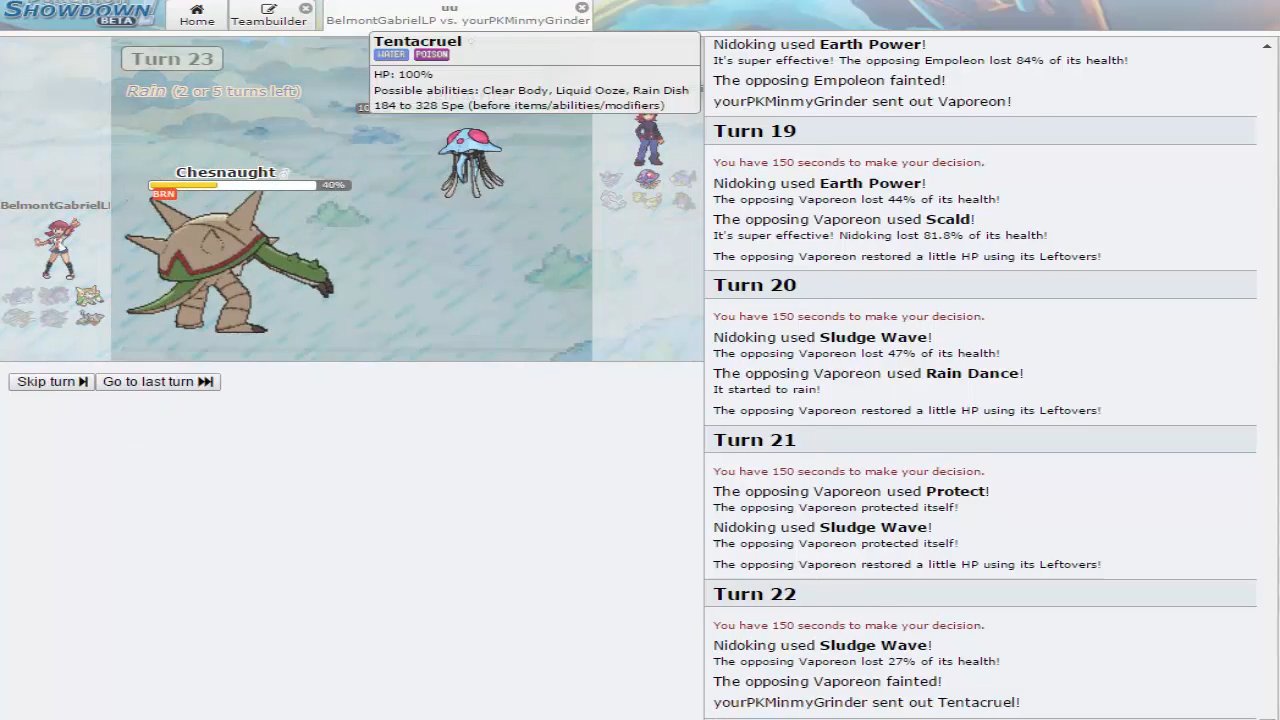 SHOWDOWN
BETA
Home
Teambuilder
uu
BelmontGabrielLP vs. yourPKMinmyGrinder
Turn 23
Rain (2 or 5 turns left)
Tentacruel
WATER POISON
HP: 100%
Possible abilities: Clear Body, Liquid Ooze, Rain Dish
184 to 328 Spe (before items/abilities/modifiers)
Chesnaught
40%
BRN
BelmontGabrielL
Skip turn
Go to last turn
Nidoking used Earth Power!
It's super effective! The opposing Empoleon lost 84% of its health!
The opposing Empoleon fainted!
yourPKMinmyGrinder sent out Vaporeon!
Turn 19
You have 150 seconds to make your decision.
Nidoking used Earth Power!
The opposing Vaporeon lost 44% of its health!
The opposing Vaporeon used Scald!
It's super effective! Nidoking lost 81.8% of its health!
The opposing Vaporeon restored a little HP using its Leftovers!
Turn 20
You have 150 seconds to make your decision.
Nidoking used Sludge Wave!
The opposing Vaporeon lost 47% of its health!
The opposing Vaporeon used Rain Dance!
It started to rain!
The opposing Vaporeon restored a little HP using its Leftovers!
Turn 21
You have 150 seconds to make your decision.
The opposing Vaporeon used Protect!
The opposing Vaporeon protected itself!
Nidoking used Sludge Wave!
The opposing Vaporeon protected itself!
The opposing Vaporeon restored a little HP using its Leftovers!
Turn 22
You have 150 seconds to make your decision.
Nidoking used Sludge Wave!
The opposing Vaporeon lost 27% of its health!
The opposing Vaporeon fainted!
yourPKMinmyGrinder sent out Tentacruel!